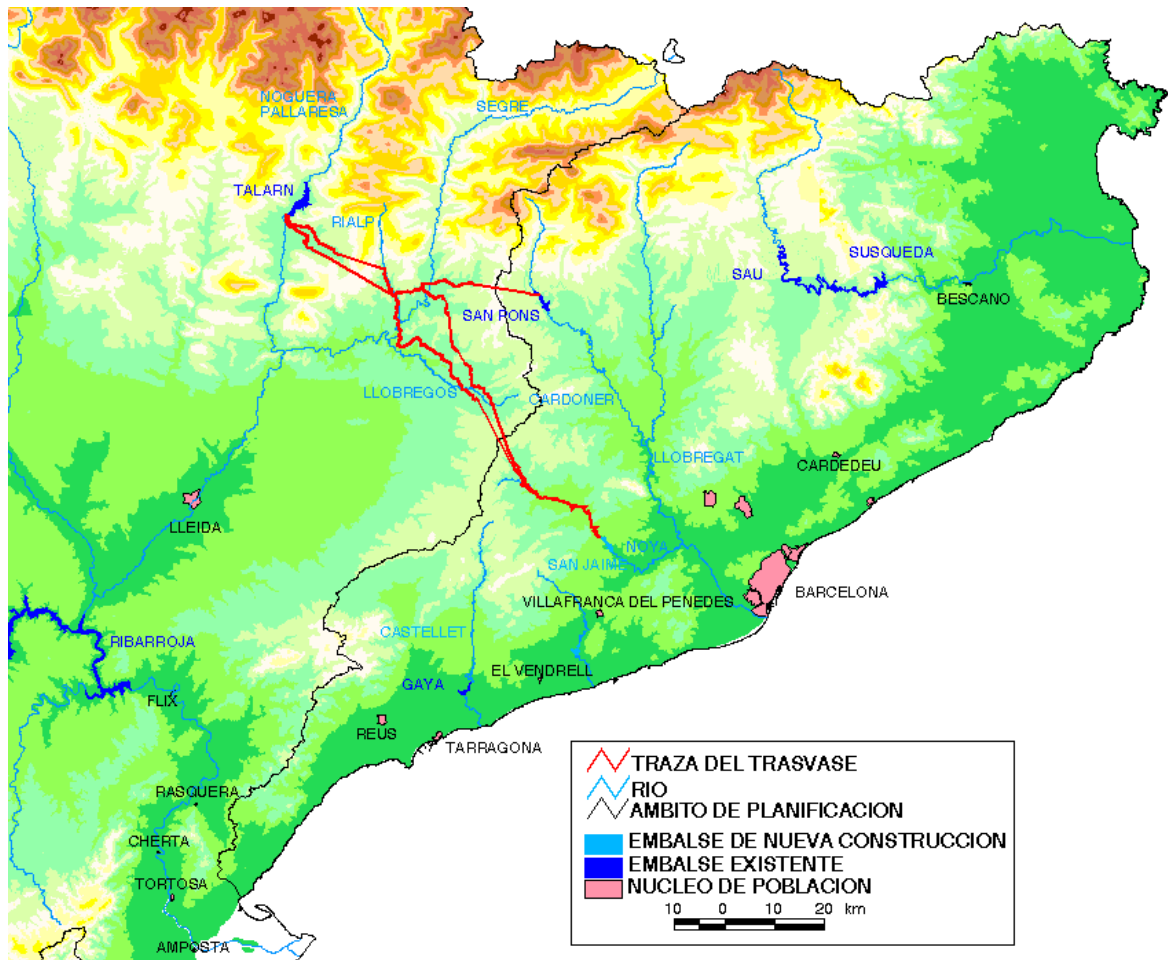 NOGUERA
PALLARESA
SEGRE
TALARN
RIALP
SUSQUEDA
SAU
BESCANO
SAN PONS
LLOBREGOS
CARDONER
LLOBREGAT
CARDEDEU
LLEIDA
NOYA
SAN JAIME
BARCELONA
VILLAFRANCA DEL PENEDES
CASTELLET
RIBARROJA
EL VENDRELL
GAYA
FLIX
REUS
TARRAGONA
RASQUERA
CHERTA
TORTOSA
AMPOSTA
TRAZA DEL TRASVASE
RIO
AMBITO DE PLANIFICACION
EMBALSE DE NUEVA CONSTRUCCION
EMBALSE EXISTENTE
NUCLEO DE POBLACION
10 0 10 20 km